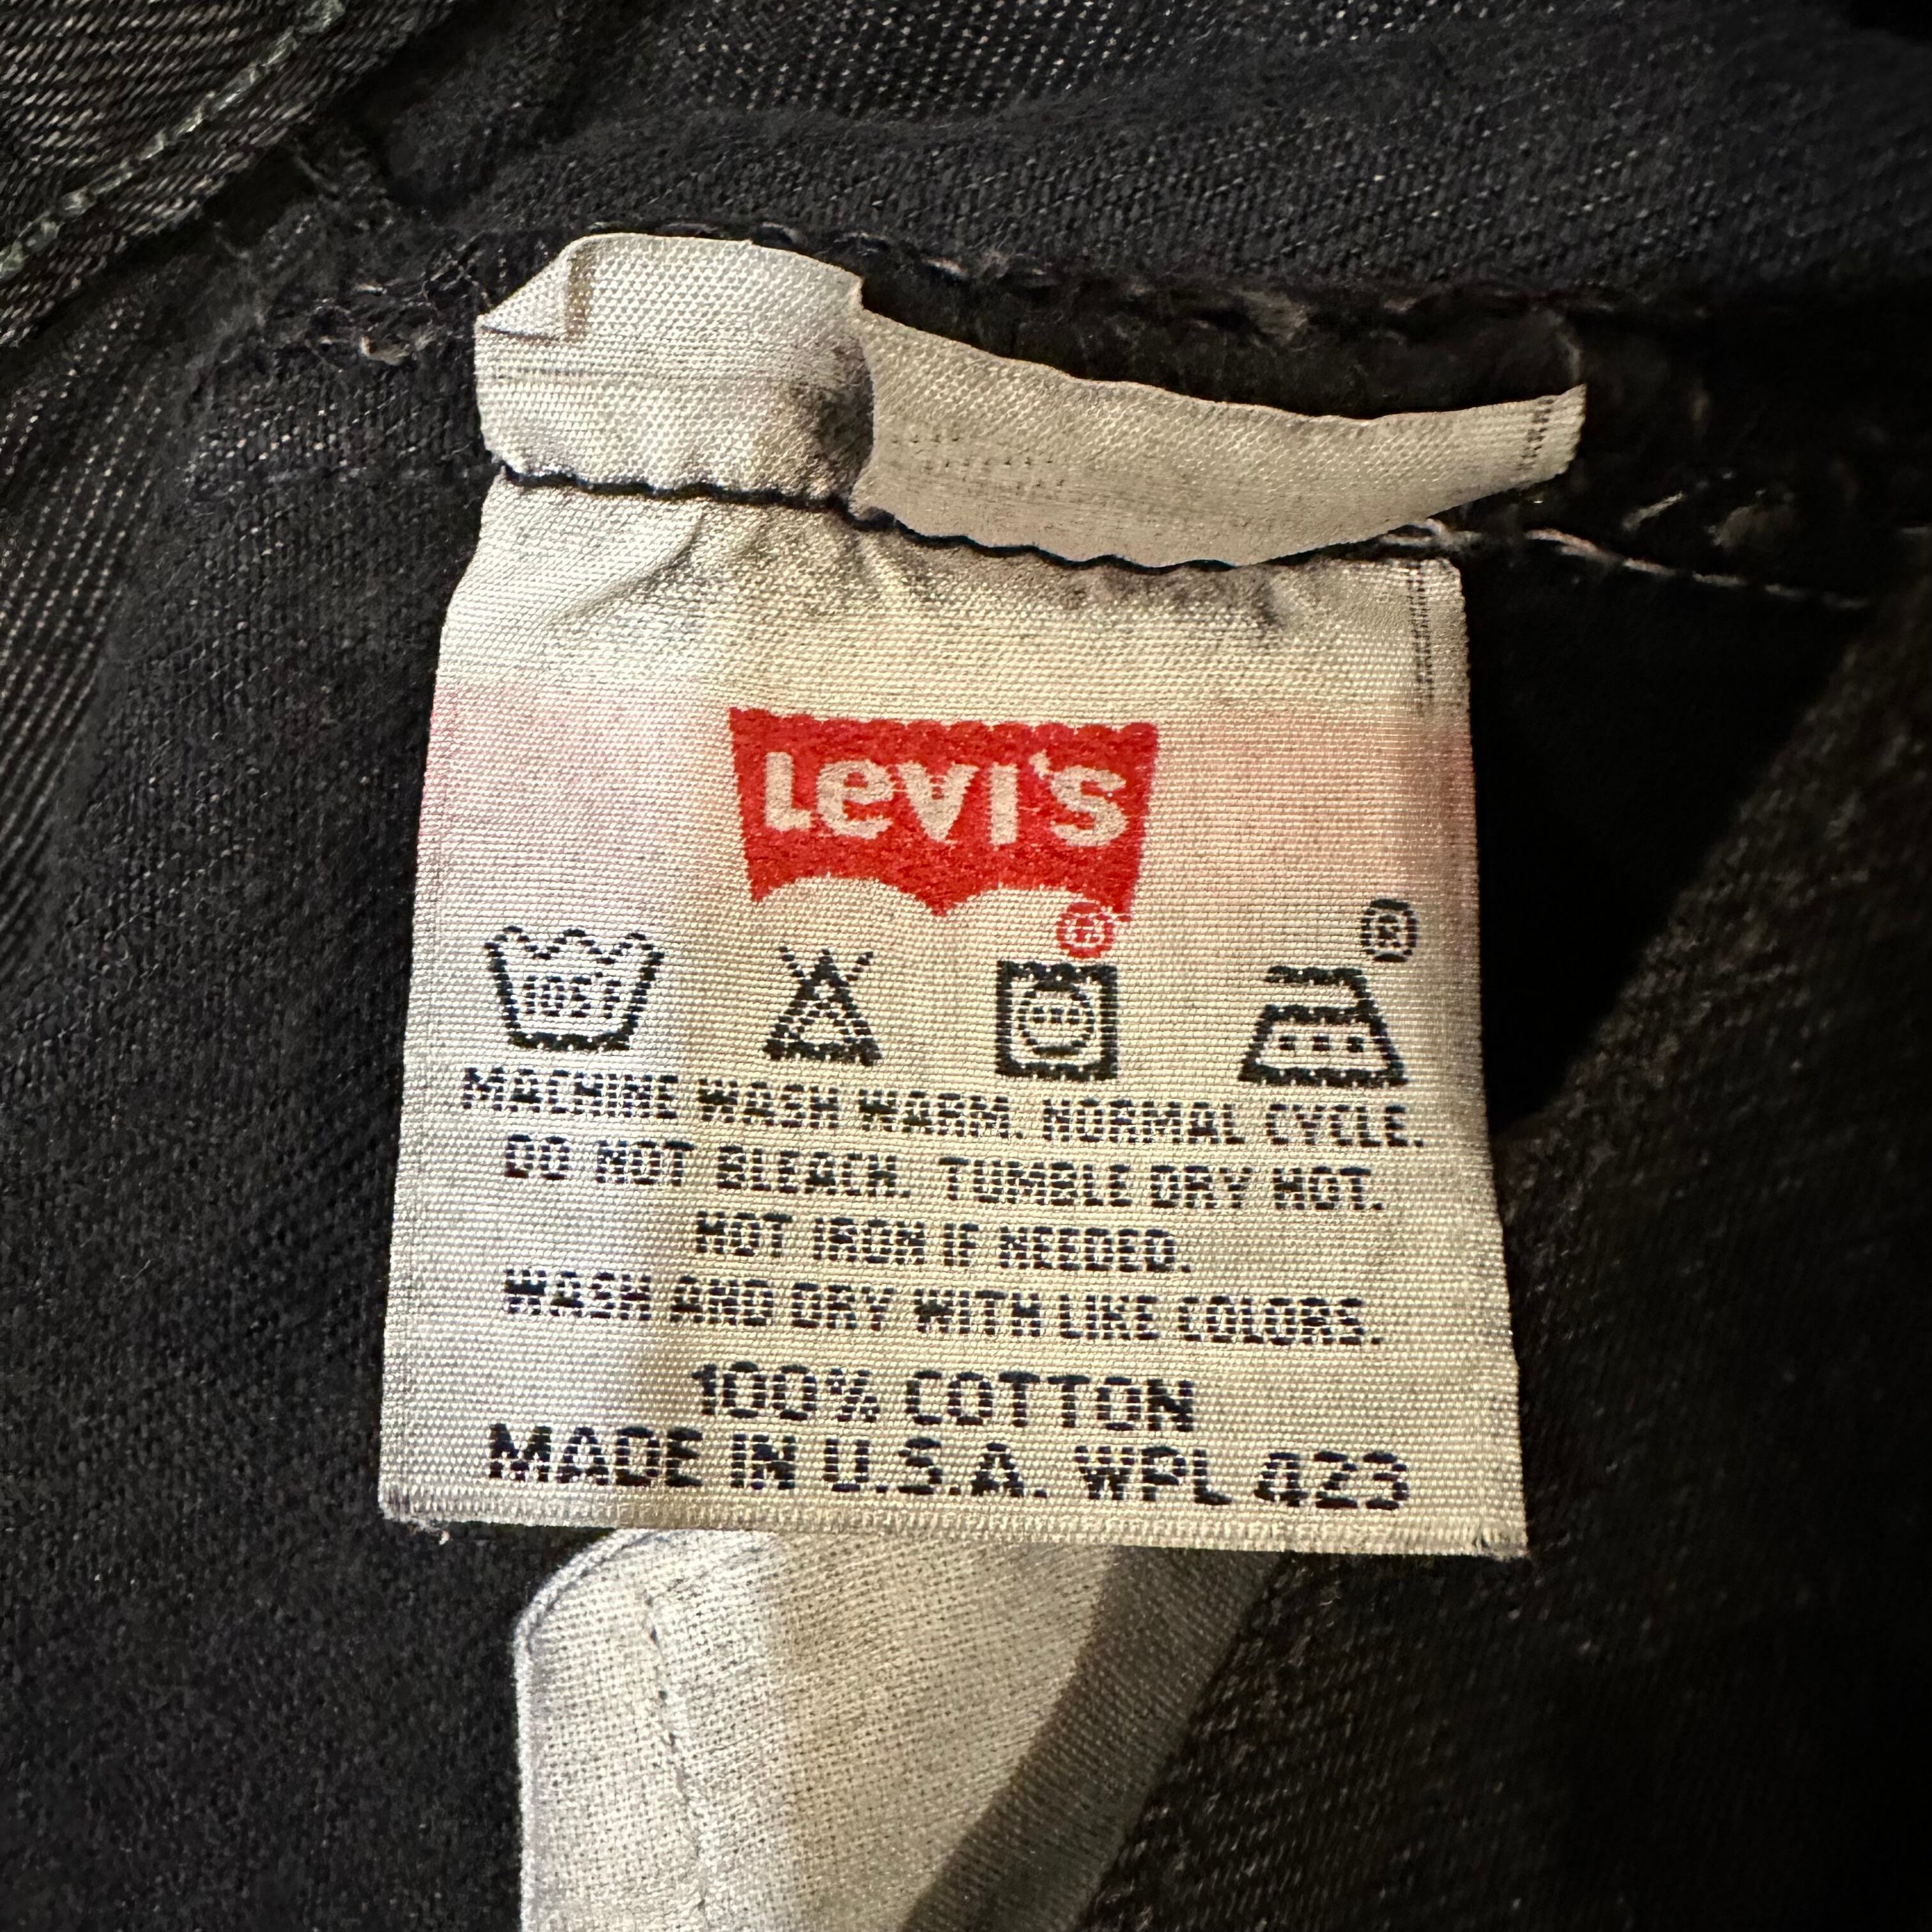 Levi's
®
®
105F
MACHINE WASH WARM. NORMAL CYCLE.
DO NOT BLEACH. TUMBLE DRY HOT.
HOT IRON IF NEEDED.
WASH AND DRY WITH LIKE COLORS.
100% COTTON
MADE IN U.S.A. WPL 423